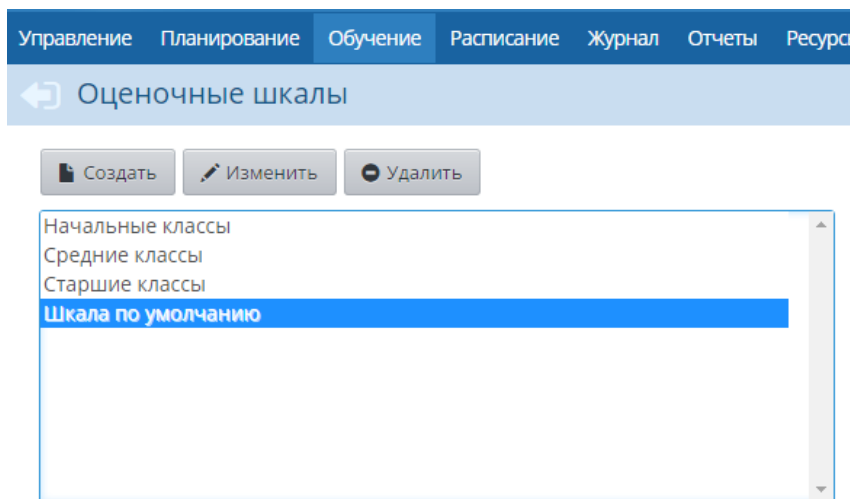 Управление Планирование Обучение Расписание Журнал Отчеты
Оценочные шкалы
Создать Изменить Удалить
Начальные классы
Средние классы
Старшие классы
Шкала по умолчанию